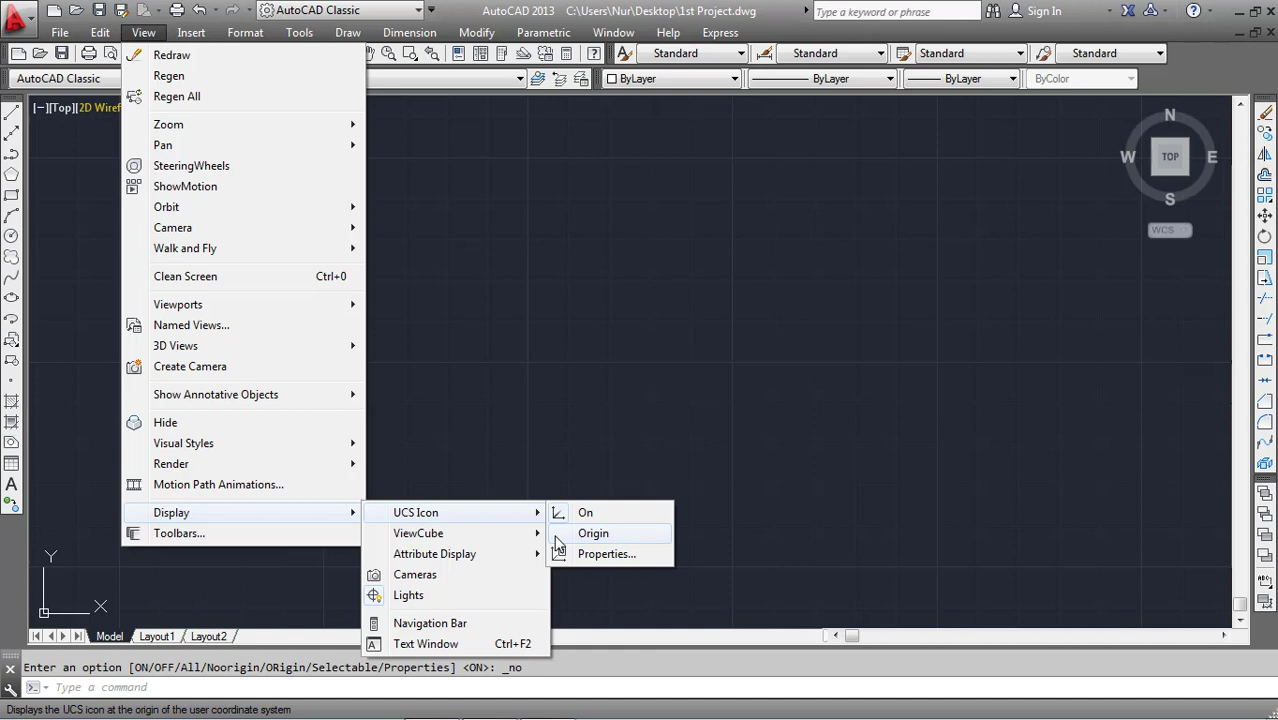 AutoCAD Classic
AutoCAD 2013 C:\Users\Nur\Desktop\1st Project.dwg
Type a keyword or phrase
Sign In
File Edit View Insert Format Tools Draw Dimension Modify Parametric Window Help Express
Standard
Standard
Standard
Standard
AutoCAD Classic
ByLayer
ByLayer
ByLayer
ByColor
[−][Top][2D Wiref
Redraw
Regen
Regen All
Zoom
Pan
SteeringWheels
ShowMotion
Orbit
Camera
Walk and Fly
Clean Screen Ctrl+0
Viewports
Named Views...
3D Views
Create Camera
Show Annotative Objects
Hide
Visual Styles
Render
Motion Path Animations...
Display
Toolbars...
UCS Icon
ViewCube
Attribute Display
Cameras
Lights
Navigation Bar
Text Window Ctrl+F2
On
Origin
Properties...
N
W TOP E
S
WCS
Y
X
Model Layout1 Layout2
Enter an option [ON/OFF/All/Noorigin/ORigin/Selectable/Properties] <ON>: _no
Type a command
Displays the UCS icon at the origin of the user coordinate system